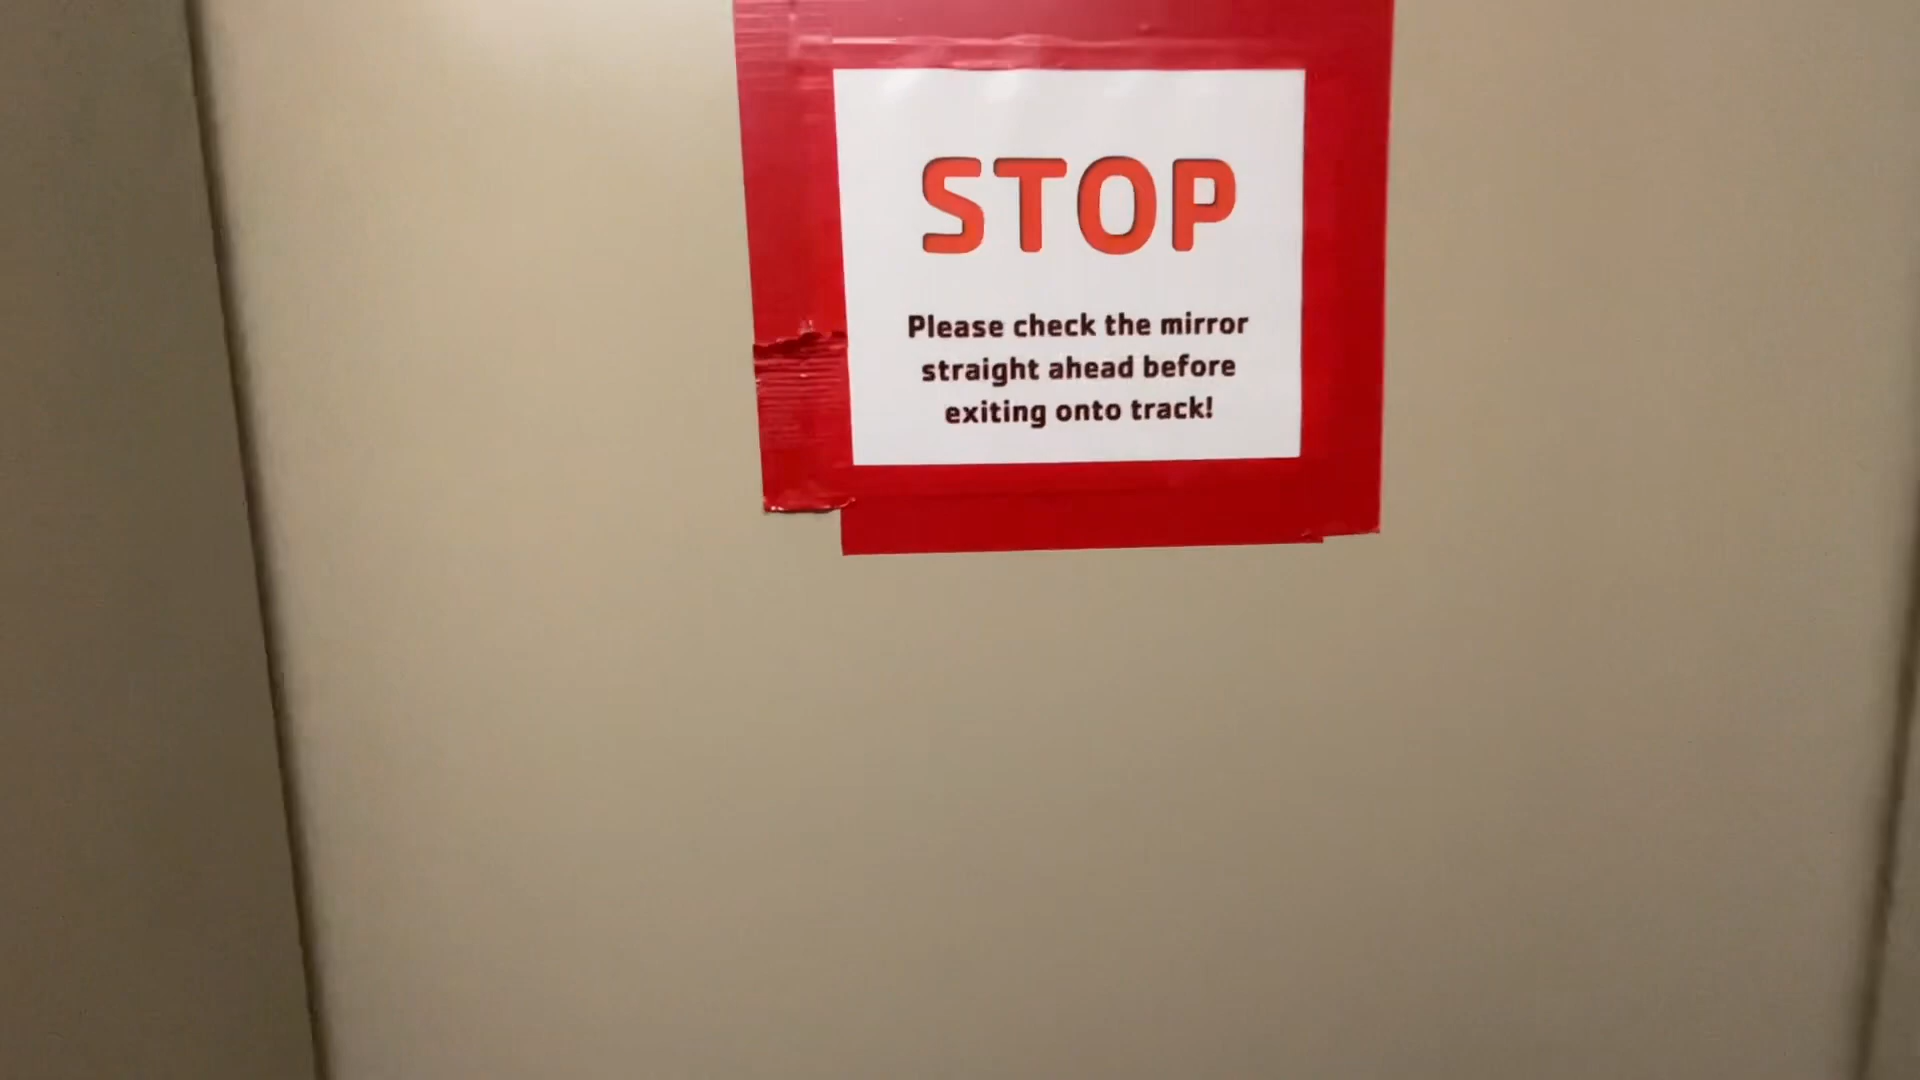 STOP
Please check the mirror
straight ahead before
exiting onto track!